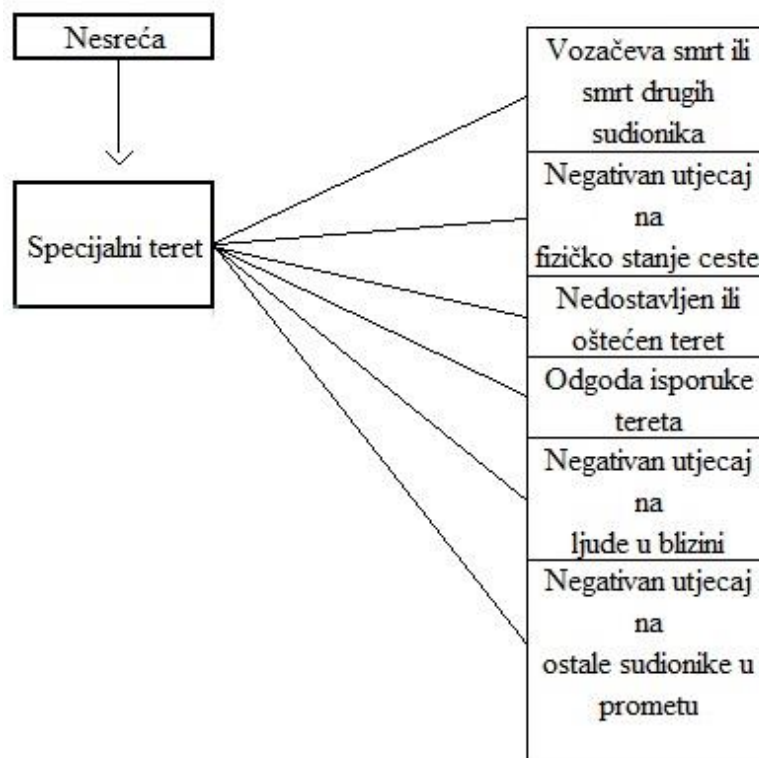 Nesreća
Specijalni teret
Vozačeva smrt ili
smrt drugih
sudionika
Negativan utjecaj
na
fizičko stanje ceste
Nedostavljen ili
oštećen teret
Odgoda isporuke
tereta
Negativan utjecaj
na
ljude u blizini
Negativan utjecaj
na
ostale sudionike u
prometu